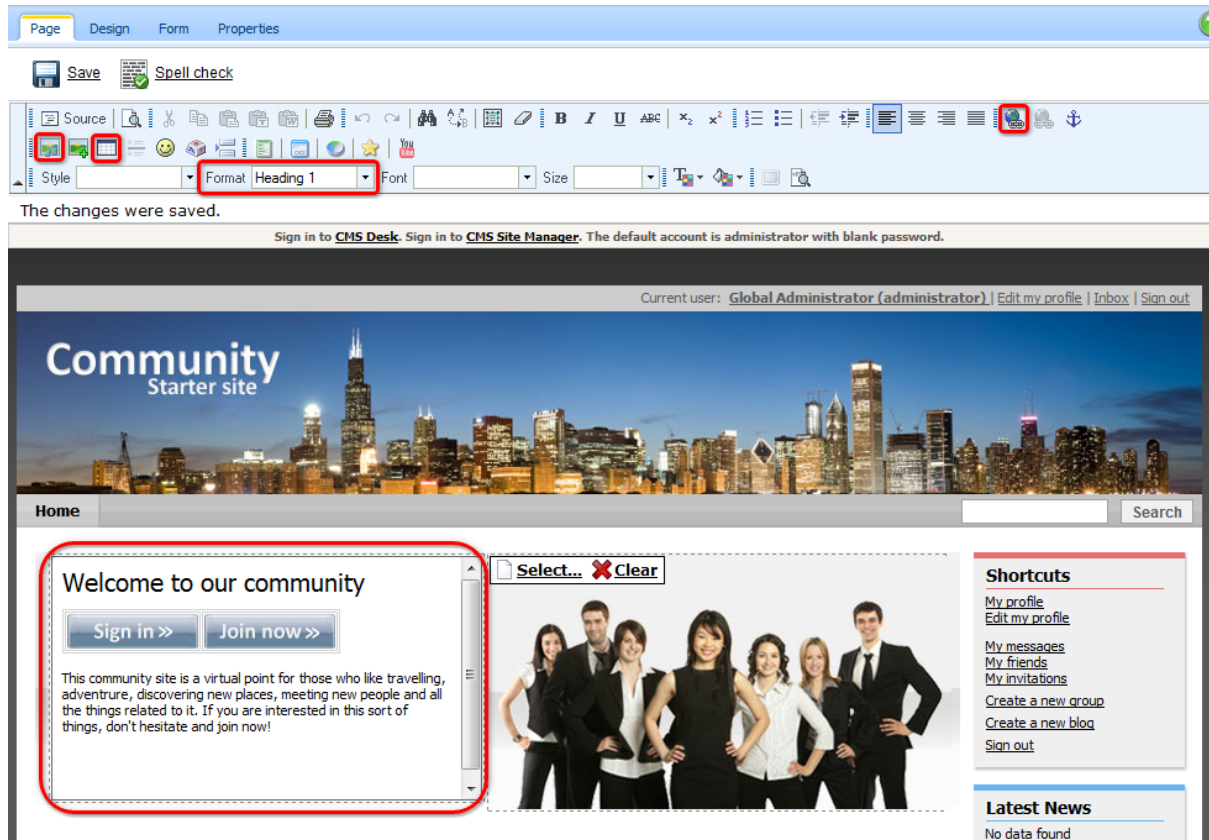 Page Design Form Properties
Save Spell check
Source B I U ABC x₂ x²
You Tube
Style Format Heading 1 Font Size
The changes were saved.
Sign in to CMS Desk. Sign in to CMS Site Manager. The default account is administrator with blank password.
Current user: Global Administrator (administrator) | Edit my profile | Inbox | Sign out
Community
Starter site
Home Search
Welcome to our community
Sign in » Join now »
This community site is a virtual point for those who like travelling,
adventrure, discovering new places, meeting new people and all
the things related to it. If you are interested in this sort of
things, don't hesitate and join now!
Select... Clear
Shortcuts
My profile
Edit my profile
My messages
My friends
My invitations
Create a new group
Create a new blog
Sign out
Latest News
No data found